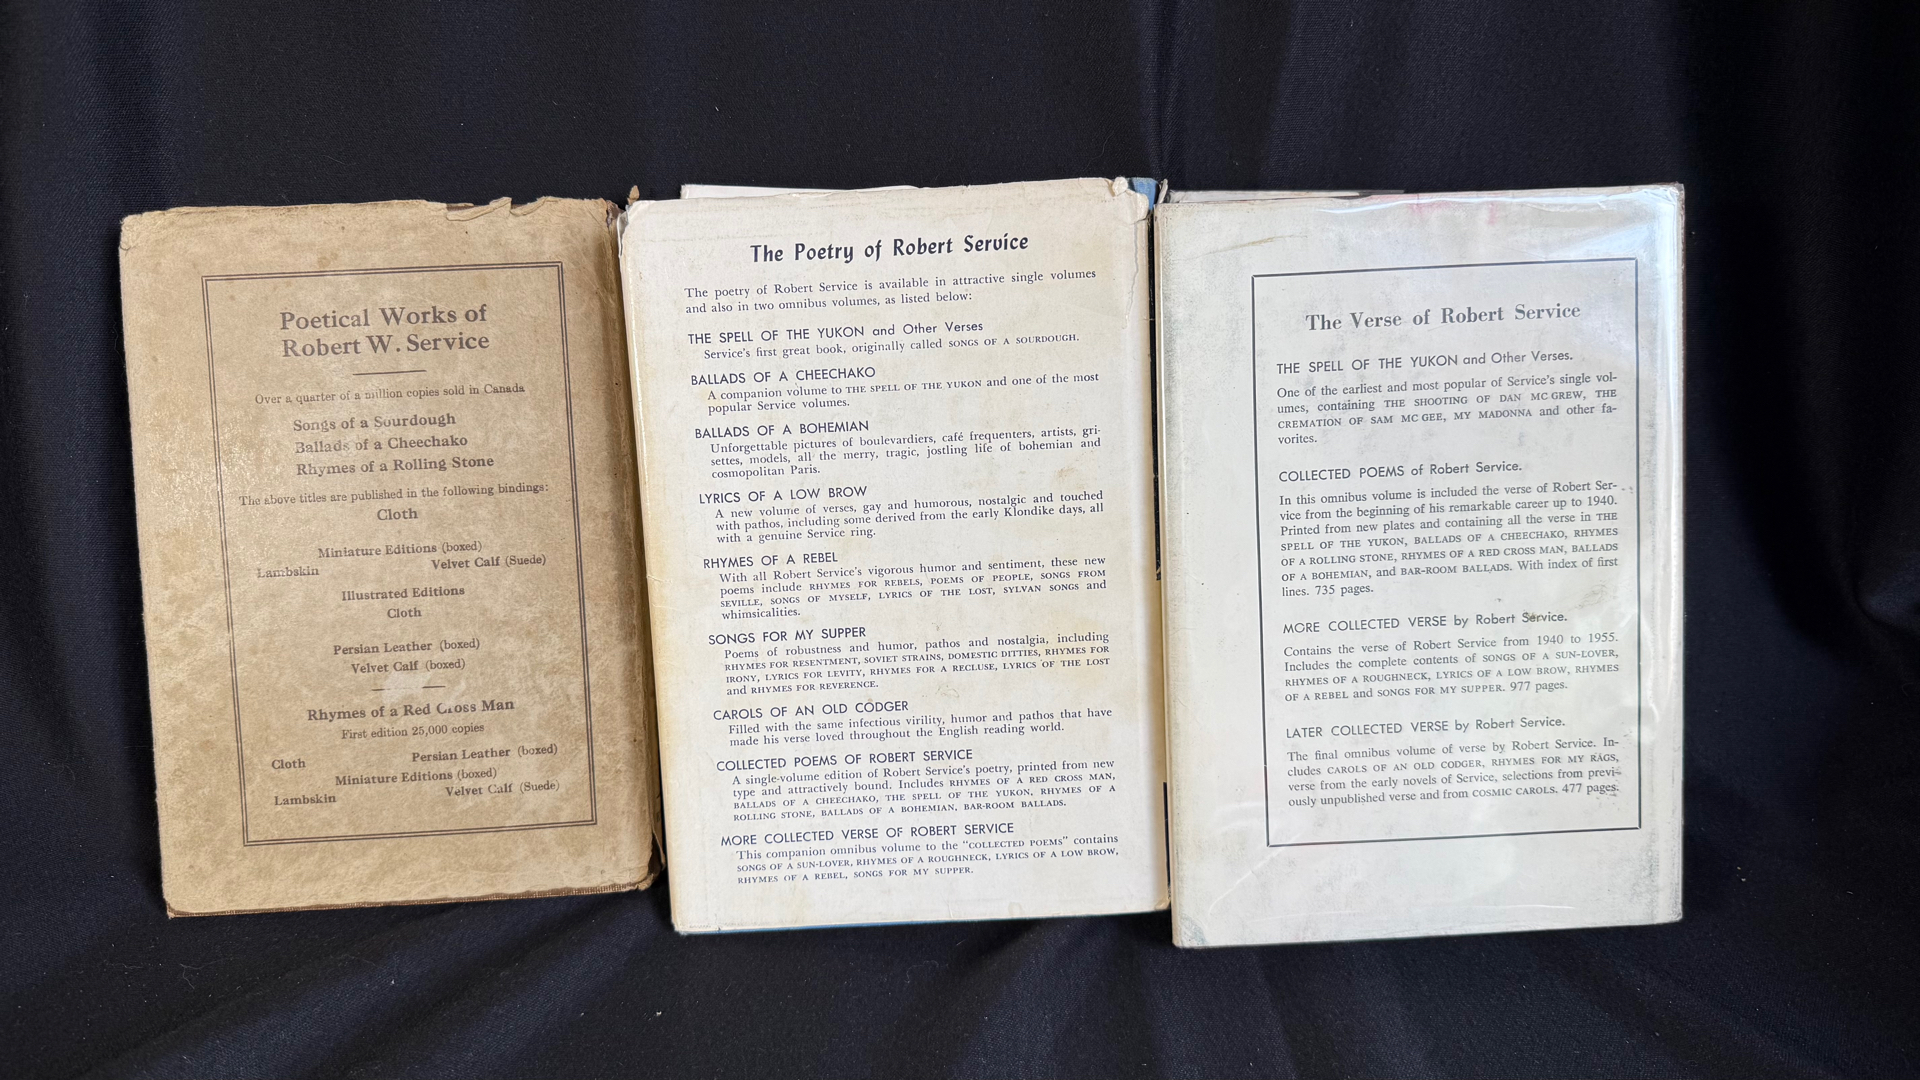 Poetical Works of
Robert W. Service
Over a quarter of a million copies sold in Canada
Songs of a Sourdough
Ballads of a Cheechako
Rhymes of a Rolling Stone
The above titles are published in the following bindings:
Cloth
Miniature Editions (boxed)
Lambskin Velvet Calf (Suede)
Illustrated Editions
Cloth
Persian Leather (boxed)
Velvet Calf (boxed)
Rhymes of a Red Cross Man
First edition 25,000 copies
Cloth Persian Leather (boxed)
Miniature Editions (boxed)
Lambskin Velvet Calf (Suede)
The Poetry of Robert Service
The poetry of Robert Service is available in attractive single volumes
and also in two omnibus volumes, as listed below:
THE SPELL OF THE YUKON and Other Verses
Service's first great book, originally called SONGS OF A SOURDOUGH.
BALLADS OF A CHEECHAKO
A companion volume to THE SPELL OF THE YUKON and one of the most
popular Service volumes.
BALLADS OF A BOHEMIAN
Unforgettable pictures of boulevardiers, café frequenters, artists, gri-
settes, models, all the merry, tragic, jostling life of bohemian and
cosmopolitan Paris.
LYRICS OF A LOW BROW
A new volume of verses, gay and humorous, nostalgic and touched
with pathos, including some derived from the early Klondike days, all
with a genuine Service ring.
RHYMES OF A REBEL
With all Robert Service's vigorous humor and sentiment, these new
poems include RHYMES FOR REBELS, POEMS OF PEOPLE, SONGS FROM
SEVILLE, SONGS OF MYSELF, LYRICS OF THE LOST, SYLVAN SONGS and
whimsicalities.
SONGS FOR MY SUPPER
Poems of robustness and humor, pathos and nostalgia, including
RHYMES FOR RESENTMENT, SOVIET STRAINS, DOMESTIC DITTIES, RHYMES FOR
IRONY, LYRICS FOR LEVITY, RHYMES FOR A RECLUSE, LYRICS OF THE LOST
and RHYMES FOR REVERENCE.
CAROLS OF AN OLD CODGER
Filled with the same infectious virility, humor and pathos that have
made his verse loved throughout the English reading world.
COLLECTED POEMS OF ROBERT SERVICE
A single-volume edition of Robert Service's poetry, printed from new
type and attractively bound. Includes RHYMES OF A RED CROSS MAN,
BALLADS OF A CHEECHAKO, THE SPELL OF THE YUKON, RHYMES OF A
ROLLING STONE, BALLADS OF A BOHEMIAN, BAR-ROOM BALLADS.
MORE COLLECTED VERSE OF ROBERT SERVICE
This companion omnibus volume to the "COLLECTED POEMS" contains
SONGS OF A SUN-LOVER, RHYMES OF A ROUGHNECK, LYRICS OF A LOW BROW,
RHYMES OF A REBEL, SONGS FOR MY SUPPER.
The Verse of Robert Service
THE SPELL OF THE YUKON and Other Verses.
One of the earliest and most popular of Service's single vol-
umes, containing THE SHOOTING OF DAN MC GREW, THE
CREMATION OF SAM MC GEE, MY MADONNA and other fa-
vorites.
COLLECTED POEMS of Robert Service.
In this omnibus volume is included the verse of Robert Ser-
vice from the beginning of his remarkable career up to 1940.
Printed from new plates and containing all the verse in THE
SPELL OF THE YUKON, BALLADS OF A CHEECHAKO, RHYMES
OF A ROLLING STONE, RHYMES OF A RED CROSS MAN, BALLADS
OF A BOHEMIAN, and BAR-ROOM BALLADS. With index of first
lines. 735 pages.
MORE COLLECTED VERSE by Robert Service.
Contains the verse of Robert Service from 1940 to 1955.
Includes the complete contents of SONGS OF A SUN-LOVER,
RHYMES OF A ROUGHNECK, LYRICS OF A LOW BROW, RHYMES
OF A REBEL and SONGS FOR MY SUPPER. 977 pages.
LATER COLLECTED VERSE by Robert Service.
The final omnibus volume of verse by Robert Service. In-
cludes CAROLS OF AN OLD CODGER, RHYMES FOR MY RAGS,
verse from the early novels of Service, selections from previ-
ously unpublished verse and from COSMIC CAROLS. 477 pages.